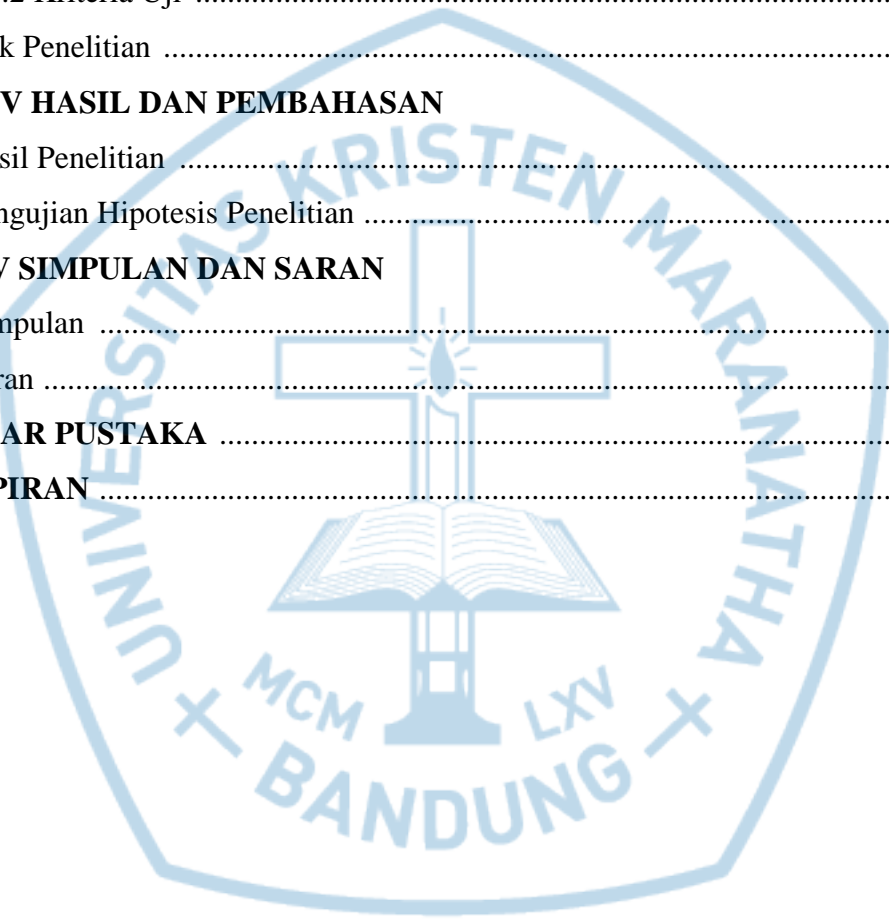 .2 Kriteria Uji ........................................................................................
k Penelitian ........................................................................................
V HASIL DAN PEMBAHASAN
sil Penelitian ........................................................................................
ngujian Hipotesis Penelitian ........................................................................................
V SIMPULAN DAN SARAN
mpulan ........................................................................................
ran ........................................................................................
AR PUSTAKA ........................................................................................
PIRAN ........................................................................................
UNIVERSITAS KRISTEN MARANATHA
MCM LXV
BANDUNG